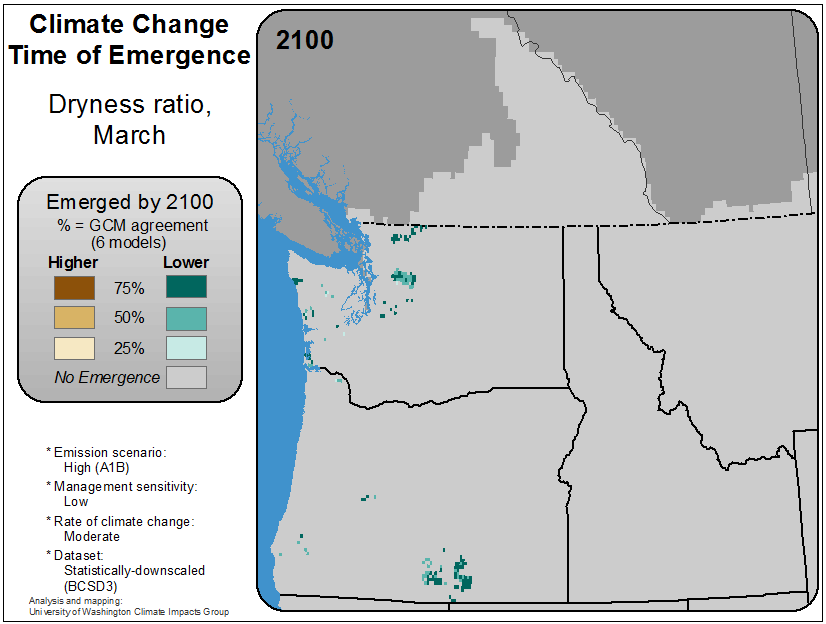 Climate Change
Time of Emergence
Dryness ratio,
March
2100
Emerged by 2100
% = GCM agreement
(6 models)
Higher Lower
75%
50%
25%
No Emergence
* Emission scenario:
High (A1B)
* Management sensitivity:
Low
* Rate of climate change:
Moderate
* Dataset:
Statistically-downscaled
(BCSD3)
Analysis and mapping:
University of Washington Climate Impacts Group